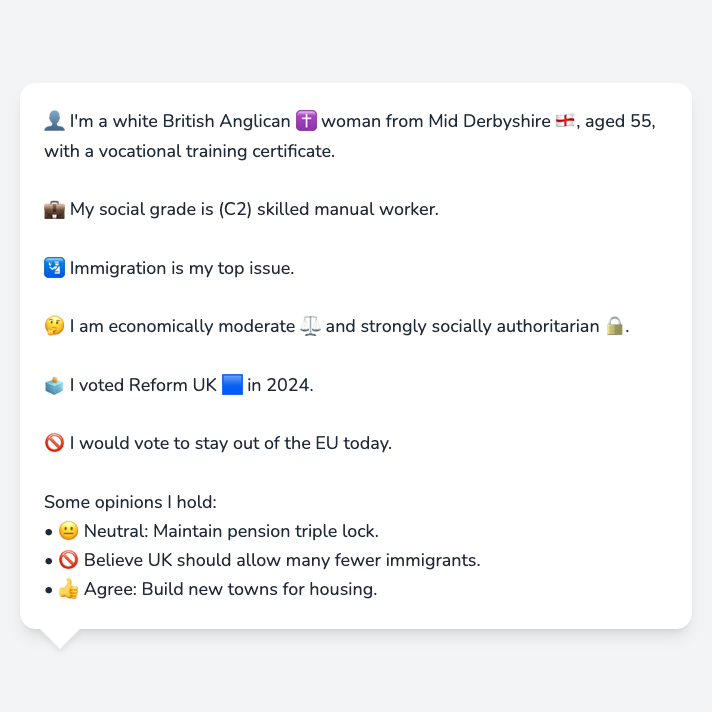 👤 I'm a white British Anglican ✝️ woman from Mid Derbyshire 🏴󠁧󠁢󠁥󠁮󠁧󠁿, aged 55,
with a vocational training certificate.
💼 My social grade is (C2) skilled manual worker.
🛂 Immigration is my top issue.
🤔 I am economically moderate ⚖️ and strongly socially authoritarian 🔒.
🗳️ I voted Reform UK 🟦 in 2024.
🚫 I would vote to stay out of the EU today.
Some opinions I hold:
• 😐 Neutral: Maintain pension triple lock.
• 🚫 Believe UK should allow many fewer immigrants.
• 👍 Agree: Build new towns for housing.